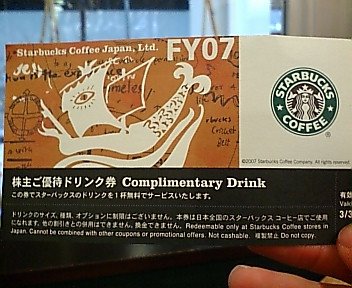 Starbucks Coffee Japan, Ltd.
FY07
STARBUCKS
COFFEE
©2007 Starbucks Coffee Company. All rights reserved.
株主ご優待ドリンク券 Complimentary Drink
この券でスターバックスのドリンクを1杯無料でサービスいたします。
有効
Valid
3/3
ドリンクのサイズ、種類、オプションに制限はございません。本券は日本全国のスターバックス コーヒー店でご使用
になれます。他の割引きとの併用はできません。換金できません。Redeemable only at Starbucks Coffee stores in
Japan. Cannot be combined with other coupons or promotional offers. Not cashable. 複製禁止 Do not copy.